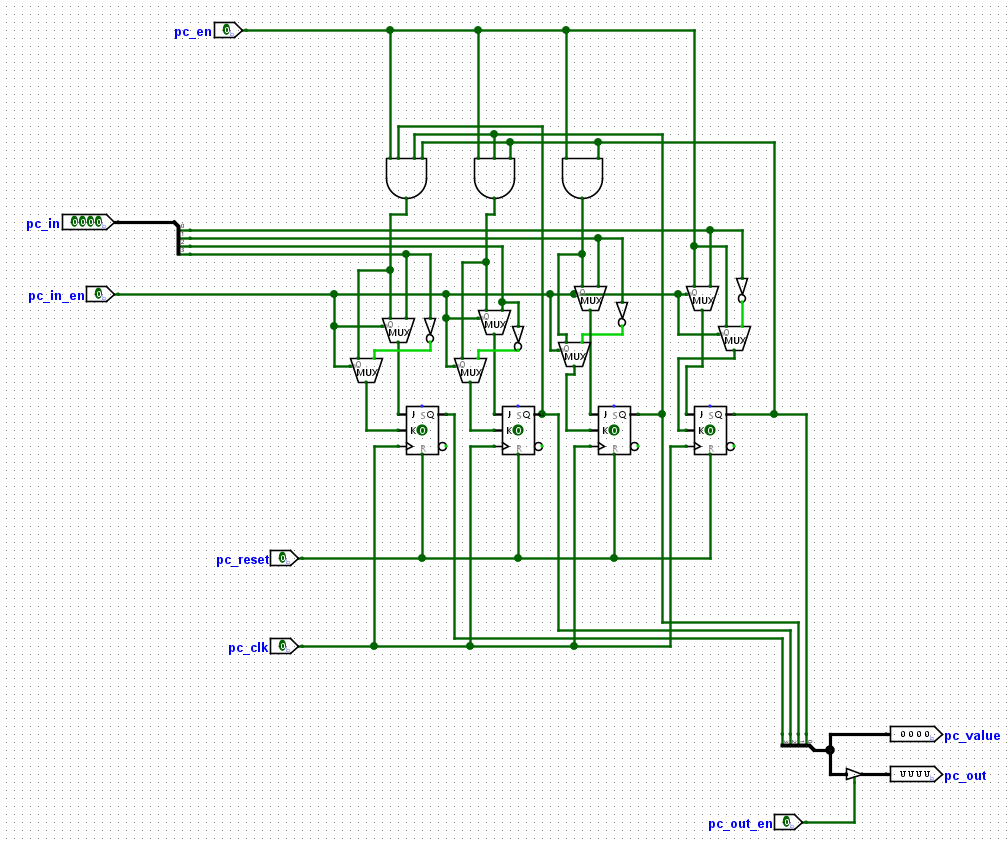 pc_en 0
pc_in 0000
pc_in_en 0
MUX MUX
MUX
MUX
MUX
MUX
MUX MUX
J S Q J S Q J S Q J S Q
K 0 K 0 K 0 K 0
R R R R
pc_reset 0
pc_clk 0
0000 pc_value
UUUU pc_out
pc_out_en 0